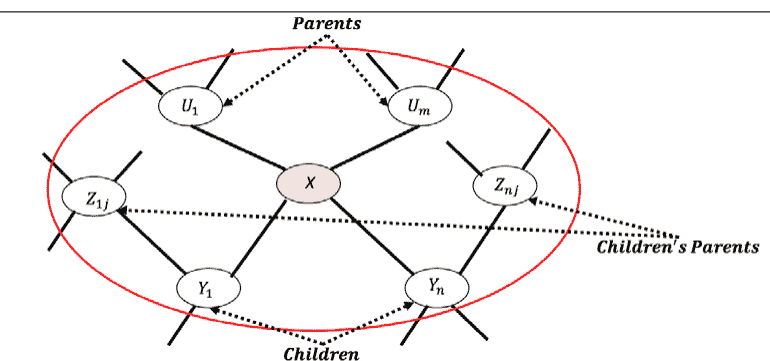 Parents
U₁
Uₘ
X
Z₁ⱼ
Zₙⱼ
Children's Parents
Y₁
Yₙ
Children